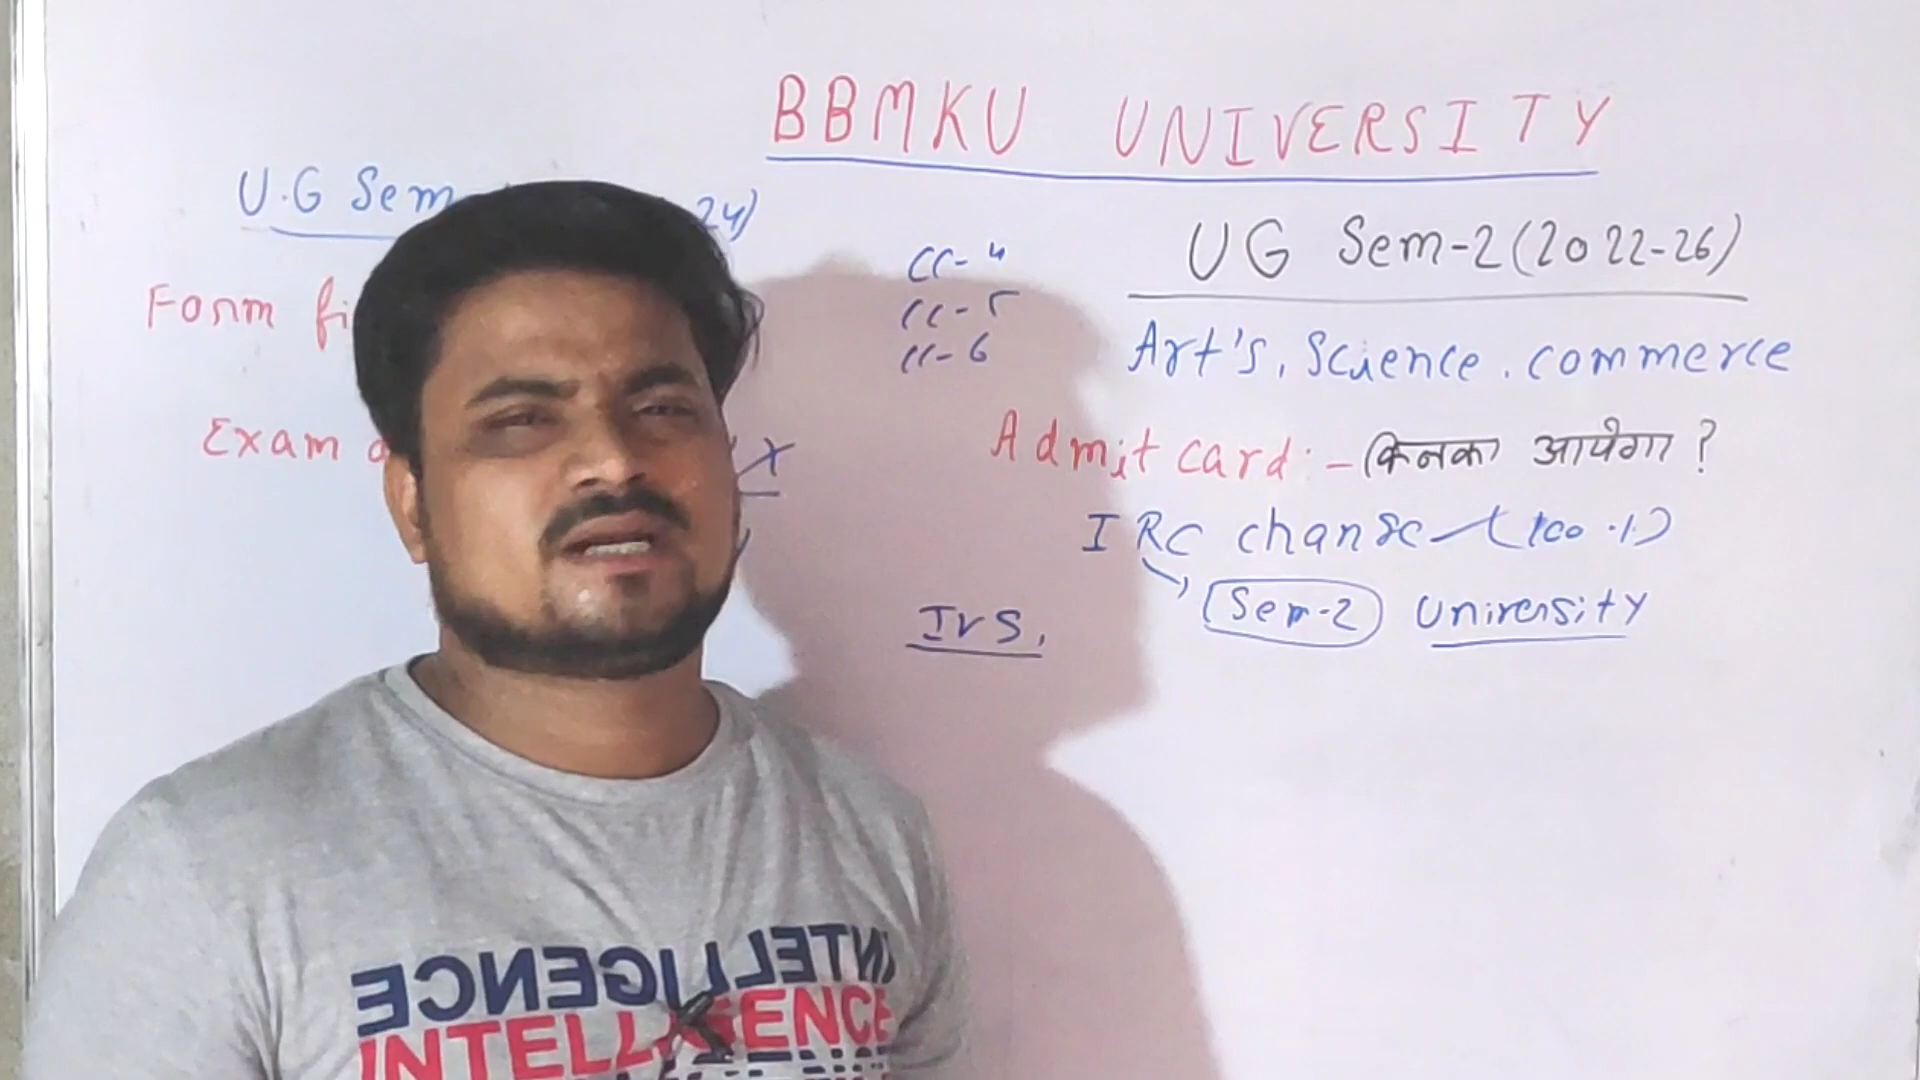 BBMKU UNIVERSITY
U.G Sem
24)
Form fi
Exam
X
CC-4
CC-5
CC-6
UG Sem-2(2022-26)
Art's, Science, commerce
Admit card:- किनका आयेगा ?
IRC change (100%)
Sem-2 University
IRS,
INTELLIGENCE
INTELLIGENCE